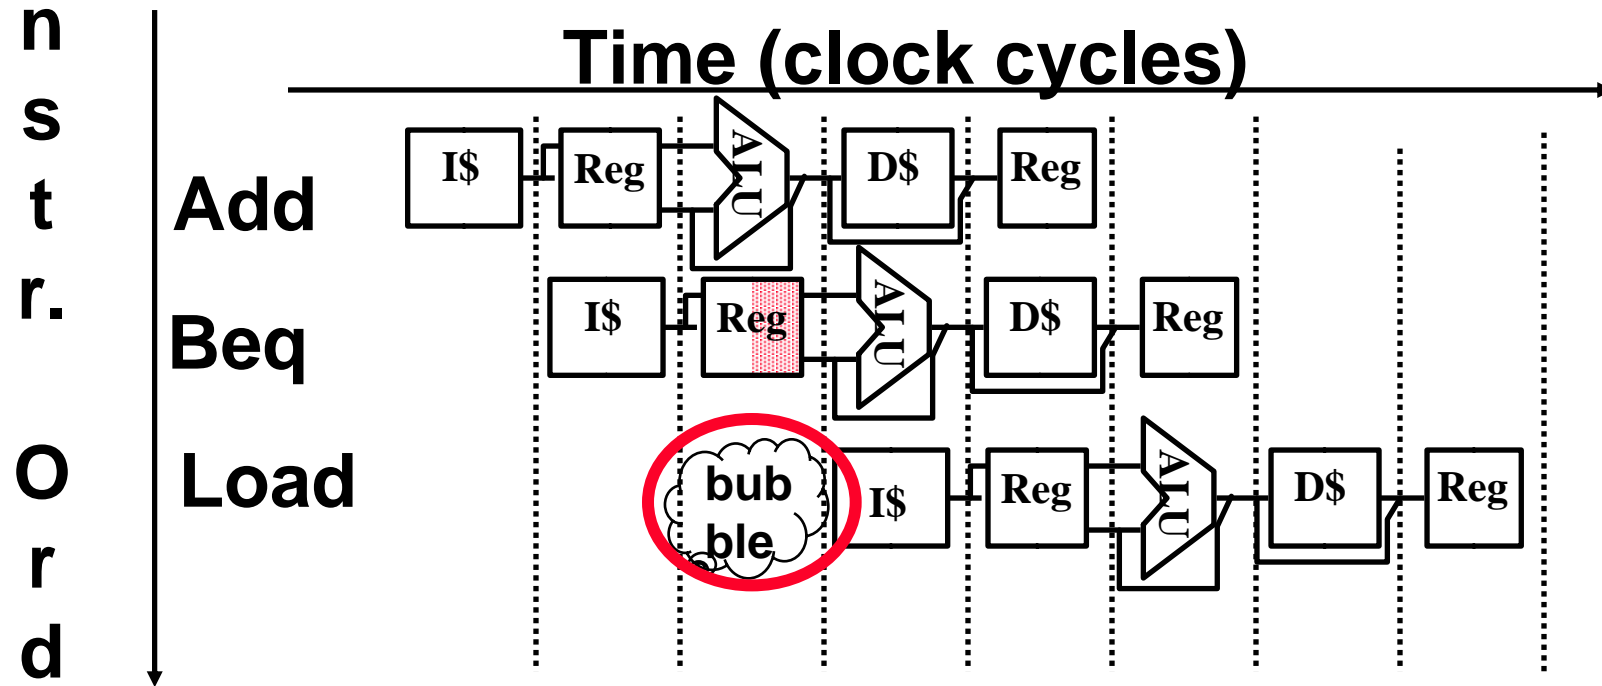 Time (clock cycles)
n
s
t
r.
O
r
d
Add
I$ Reg ALU D$ Reg
Beq
I$ Reg ALU D$ Reg
Load
bub
ble
I$ Reg ALU D$ Reg